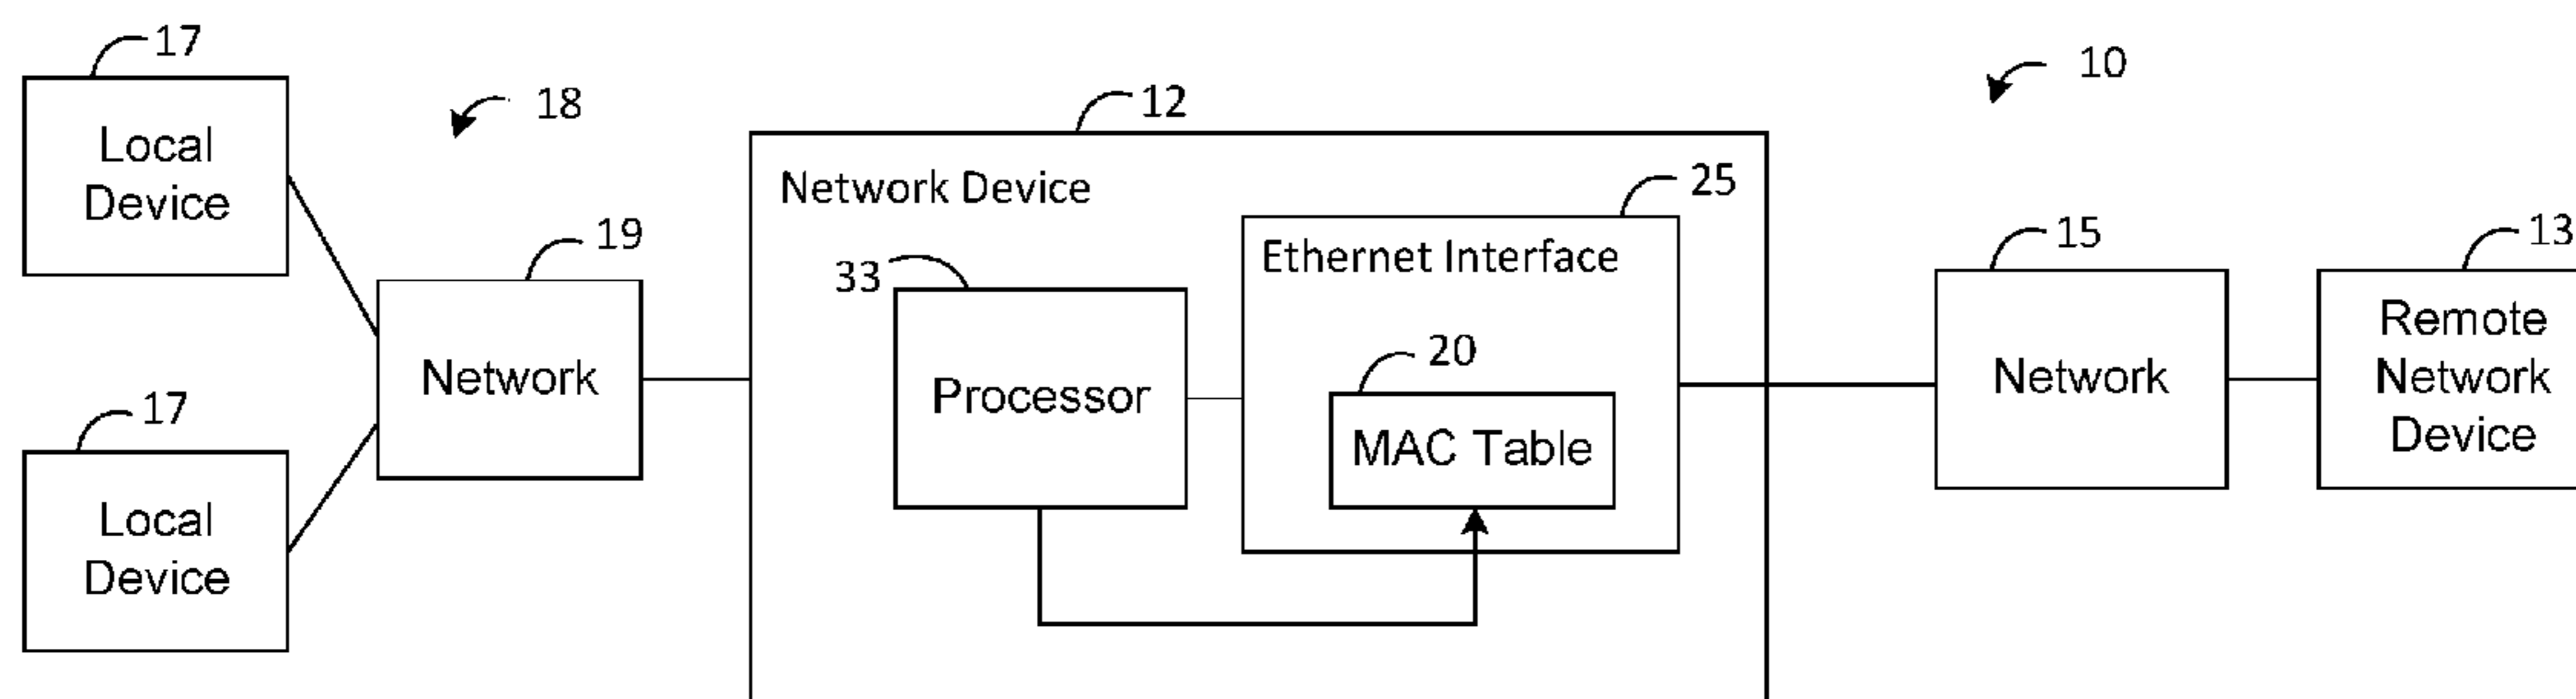 17
Local
Device
18
19
Network
17
Local
Device
12
Network Device
33
Processor
25
Ethernet Interface
20
MAC Table
10
15
Network
13
Remote
Network
Device